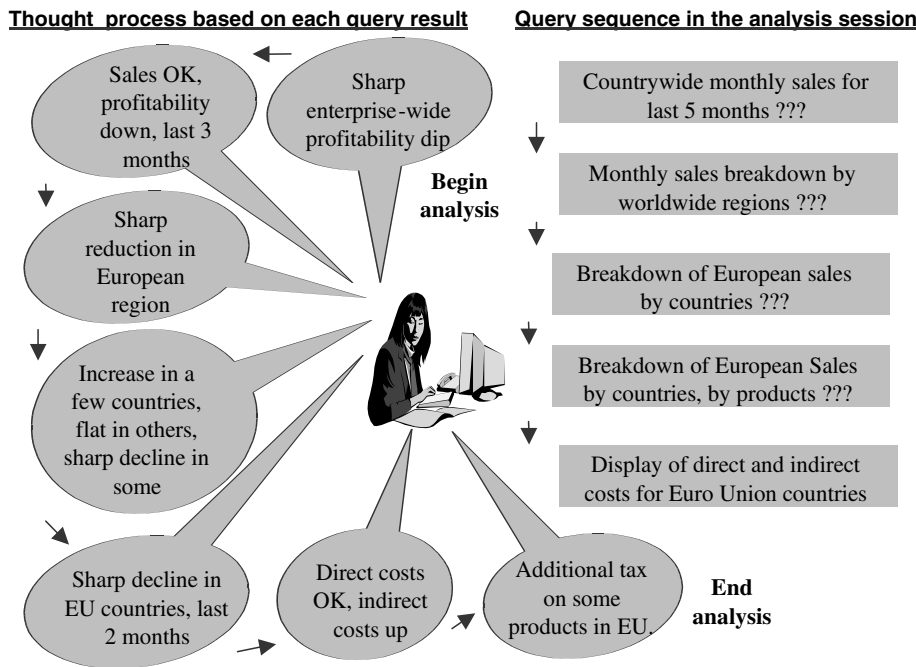 Thought process based on each query result
Query sequence in the analysis session
Sharp
enterprise-wide
profitability dip
Begin
analysis
Sales OK,
profitability
down, last 3
months
Sharp
reduction in
European
region
Increase in a
few countries,
flat in others,
sharp decline in
some
Sharp decline in
EU countries, last
2 months
Direct costs
OK, indirect
costs up
Additional tax
on some
products in EU.
End
analysis
Countrywide monthly sales for
last 5 months ???
Monthly sales breakdown by
worldwide regions ???
Breakdown of European sales
by countries ???
Breakdown of European Sales
by countries, by products ???
Display of direct and indirect
costs for Euro Union countries